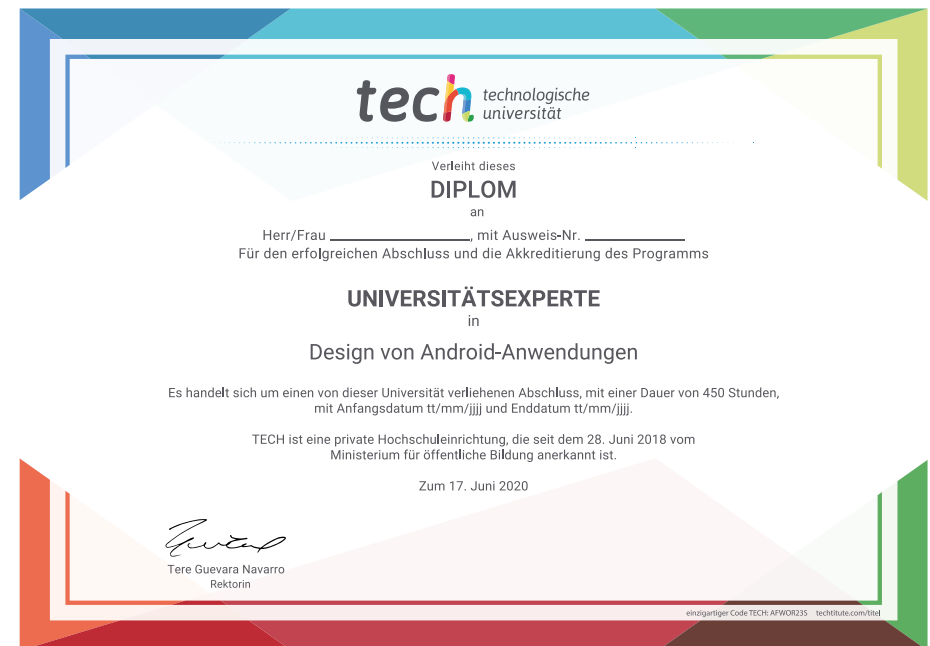 tech technologische
universität
Verleiht dieses
DIPLOM
an
Herr/Frau ____________________, mit Ausweis-Nr. ______________
Für den erfolgreichen Abschluss und die Akkreditierung des Programms
UNIVERSITÄTSEXPERTE
in
Design von Android-Anwendungen
Es handelt sich um einen von dieser Universität verliehenen Abschluss, mit einer Dauer von 450 Stunden,
mit Anfangsdatum tt/mm/jjjj und Enddatum tt/mm/jjjj.
TECH ist eine private Hochschuleinrichtung, die seit dem 28. Juni 2018 vom
Ministerium für öffentliche Bildung anerkannt ist.
Zum 17. Juni 2020
Tere Guevara Navarro
Rektorin
einzigartiger Code TECH: AFWOR23S techtitute.com/titel